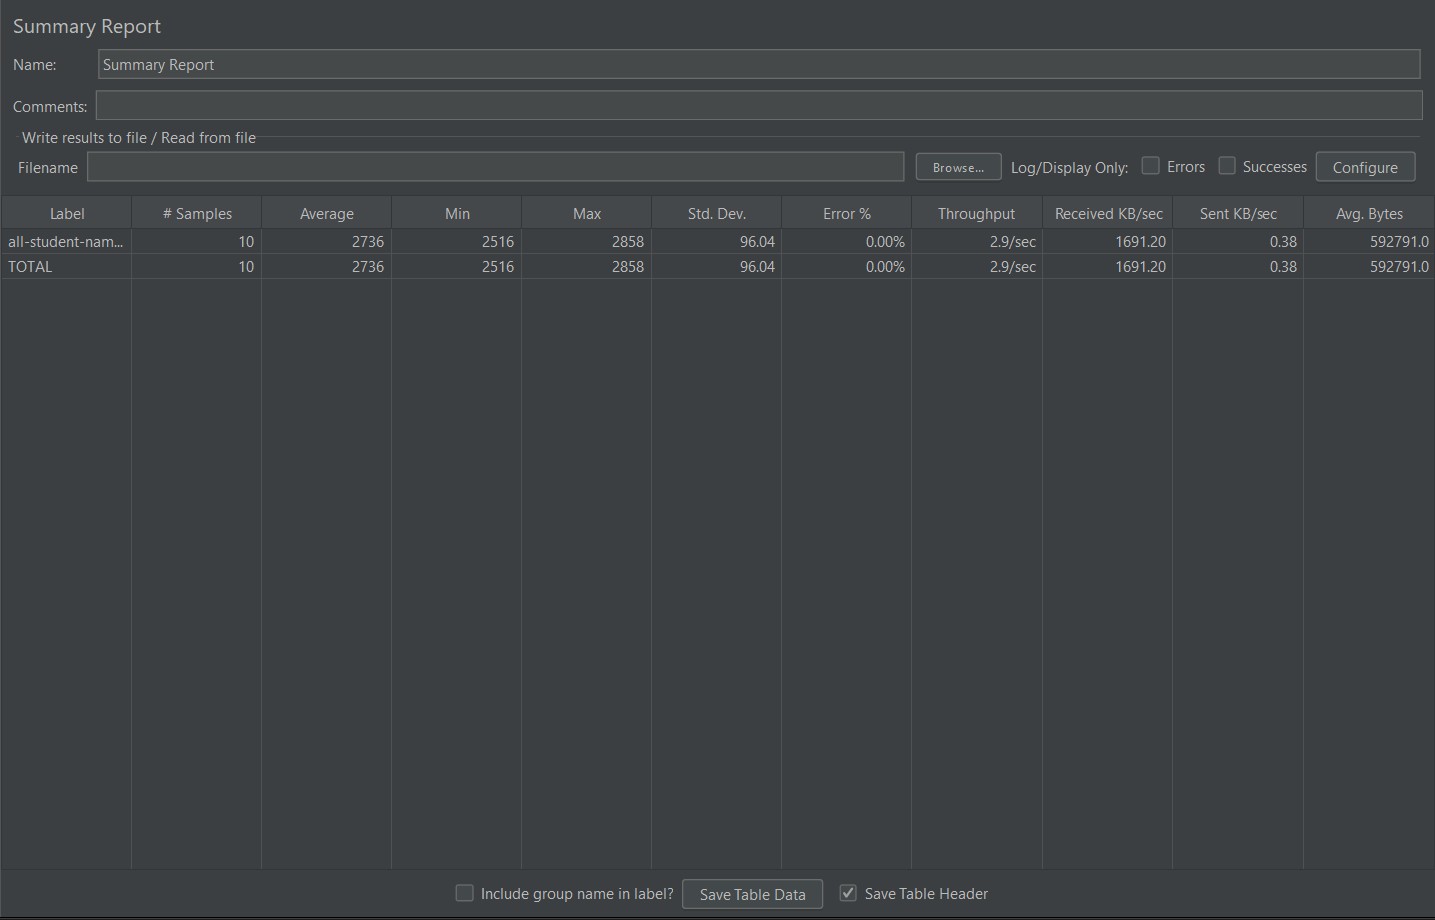 Summary Report
Name: Summary Report
Comments:
Write results to file / Read from file
Filename Browse... Log/Display Only: Errors Successes Configure
Label # Samples Average Min Max Std. Dev. Error % Throughput Received KB/sec Sent KB/sec Avg. Bytes
all-student-nam... 10 2736 2516 2858 96.04 0.00% 2.9/sec 1691.20 0.38 592791.0
TOTAL 10 2736 2516 2858 96.04 0.00% 2.9/sec 1691.20 0.38 592791.0
Include group name in label? Save Table Data Save Table Header